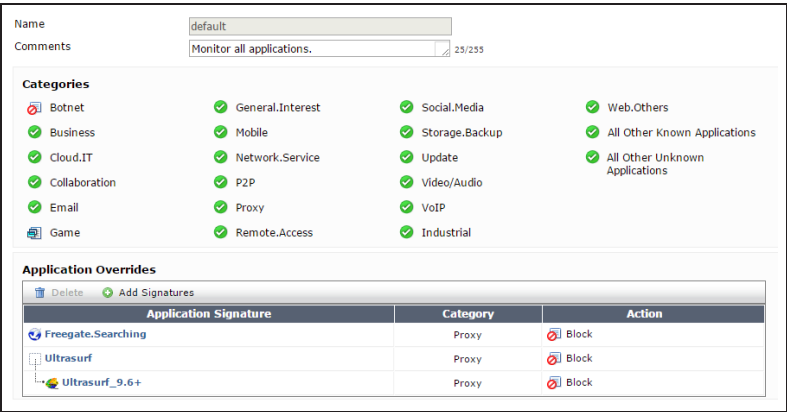 Name default
Comments Monitor all applications. 25/255
Categories
Botnet General.Interest Social.Media Web.Others
Business Mobile Storage.Backup All Other Known Applications
Cloud.IT Network.Service Update All Other Unknown Applications
Collaboration P2P Video/Audio
Email Proxy VoIP
Game Remote.Access Industrial
Application Overrides
Delete Add Signatures
Application Signature Category Action
Freegate.Searching Proxy Block
Ultrasurf Proxy Block
Ultrasurf_9.6+ Proxy Block